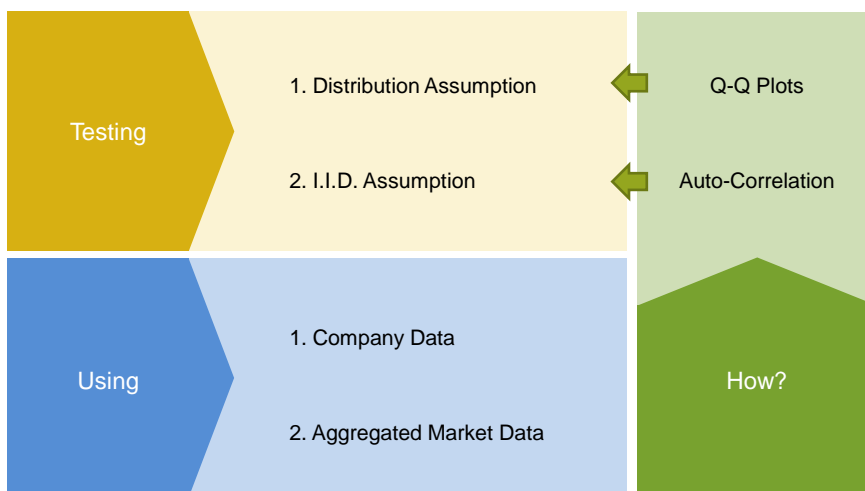 Testing
1. Distribution Assumption
2. I.I.D. Assumption
Q-Q Plots
Auto-Correlation
Using
1. Company Data
2. Aggregated Market Data
How?